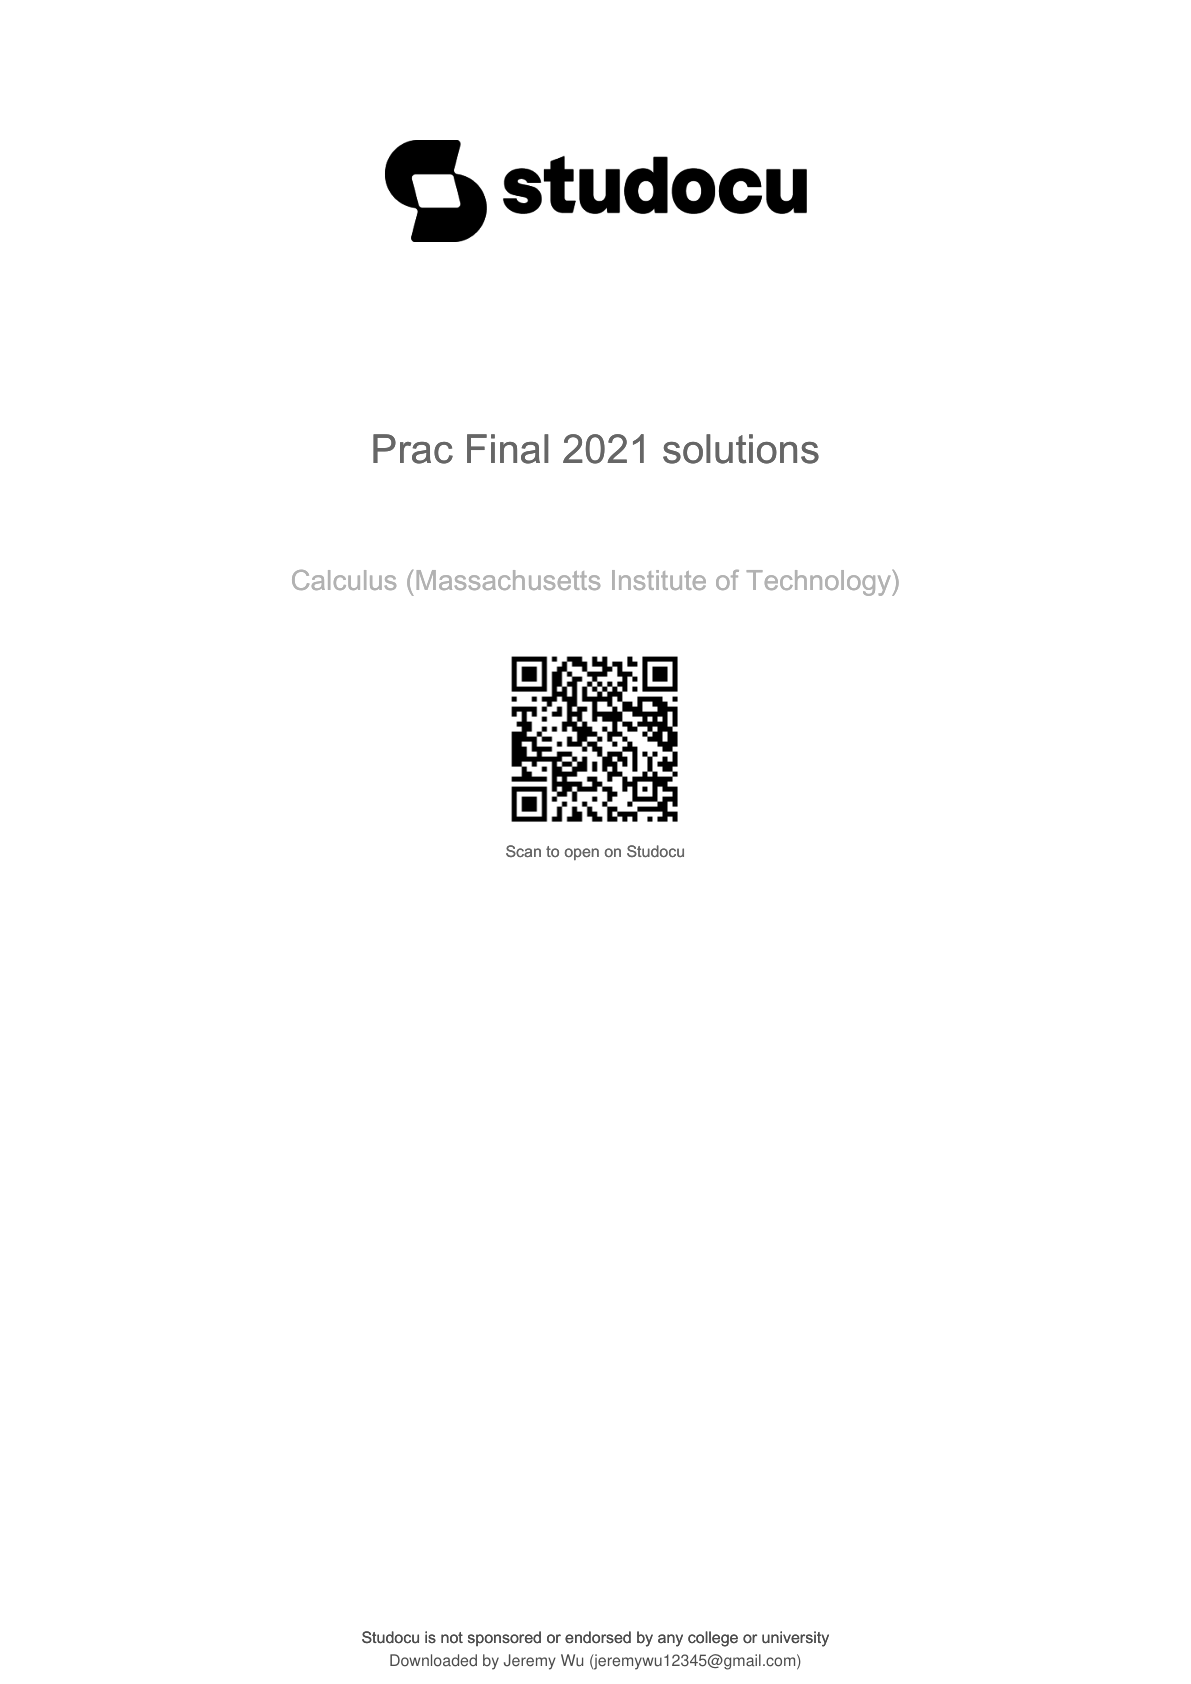 studocu
Prac Final 2021 solutions
Calculus (Massachusetts Institute of Technology)
Scan to open on Studocu
Studocu is not sponsored or endorsed by any college or university
Downloaded by Jeremy Wu (jeremywu12345@gmail.com)